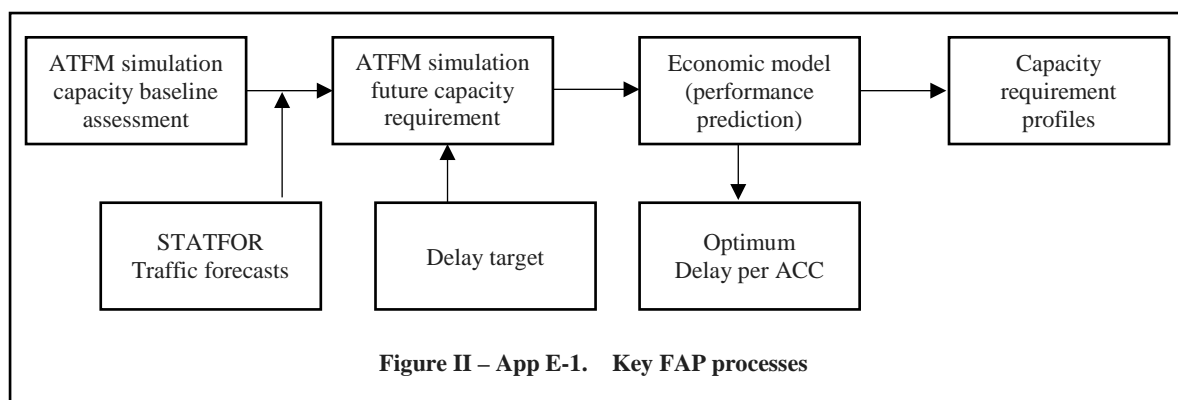 ATFM simulation
capacity baseline
assessment
ATFM simulation
future capacity
requirement
Economic model
(performance
prediction)
Capacity
requirement
profiles
STATFOR
Traffic forecasts
Delay target
Optimum
Delay per ACC
Figure II – App E-1. Key FAP processes